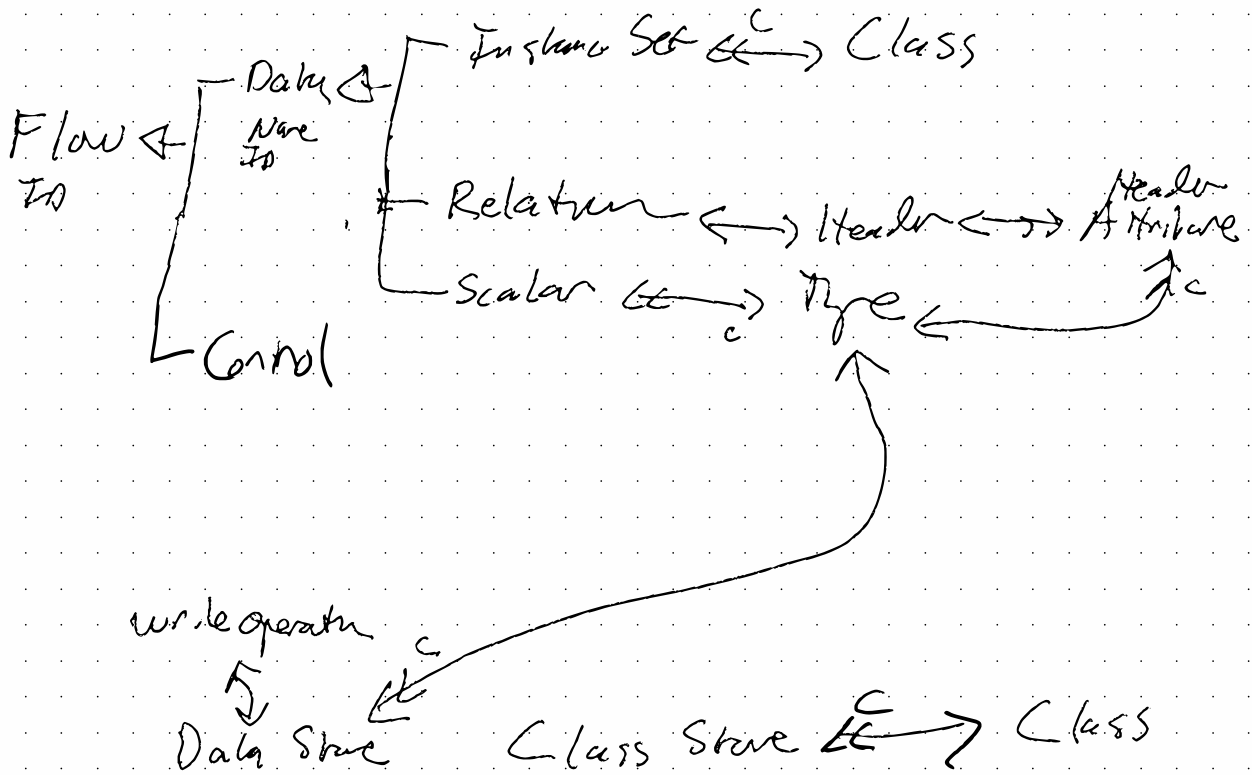 Instance Set
c
Class
Data
Name
ID
Flow
ID
Relation
Header
Header
Attribute
Scalar
c
Type
c
Control
write operatn
c
Data Store
Class Store
C
Class